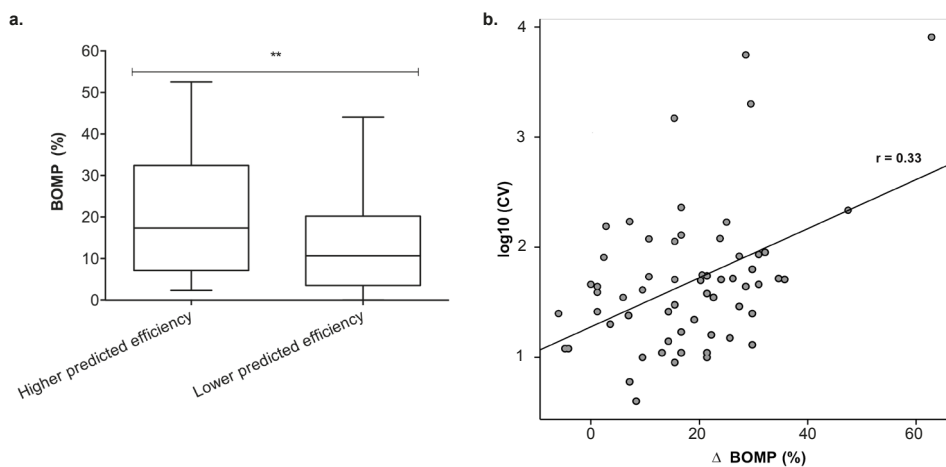 a.
**
BOMP (%)
60
50
40
30
20
10
0
Higher predicted efficiency
Lower predicted efficiency
b.
log10 (CV)
4
3
2
1
r = 0.33
0
20
40
60
Δ BOMP (%)